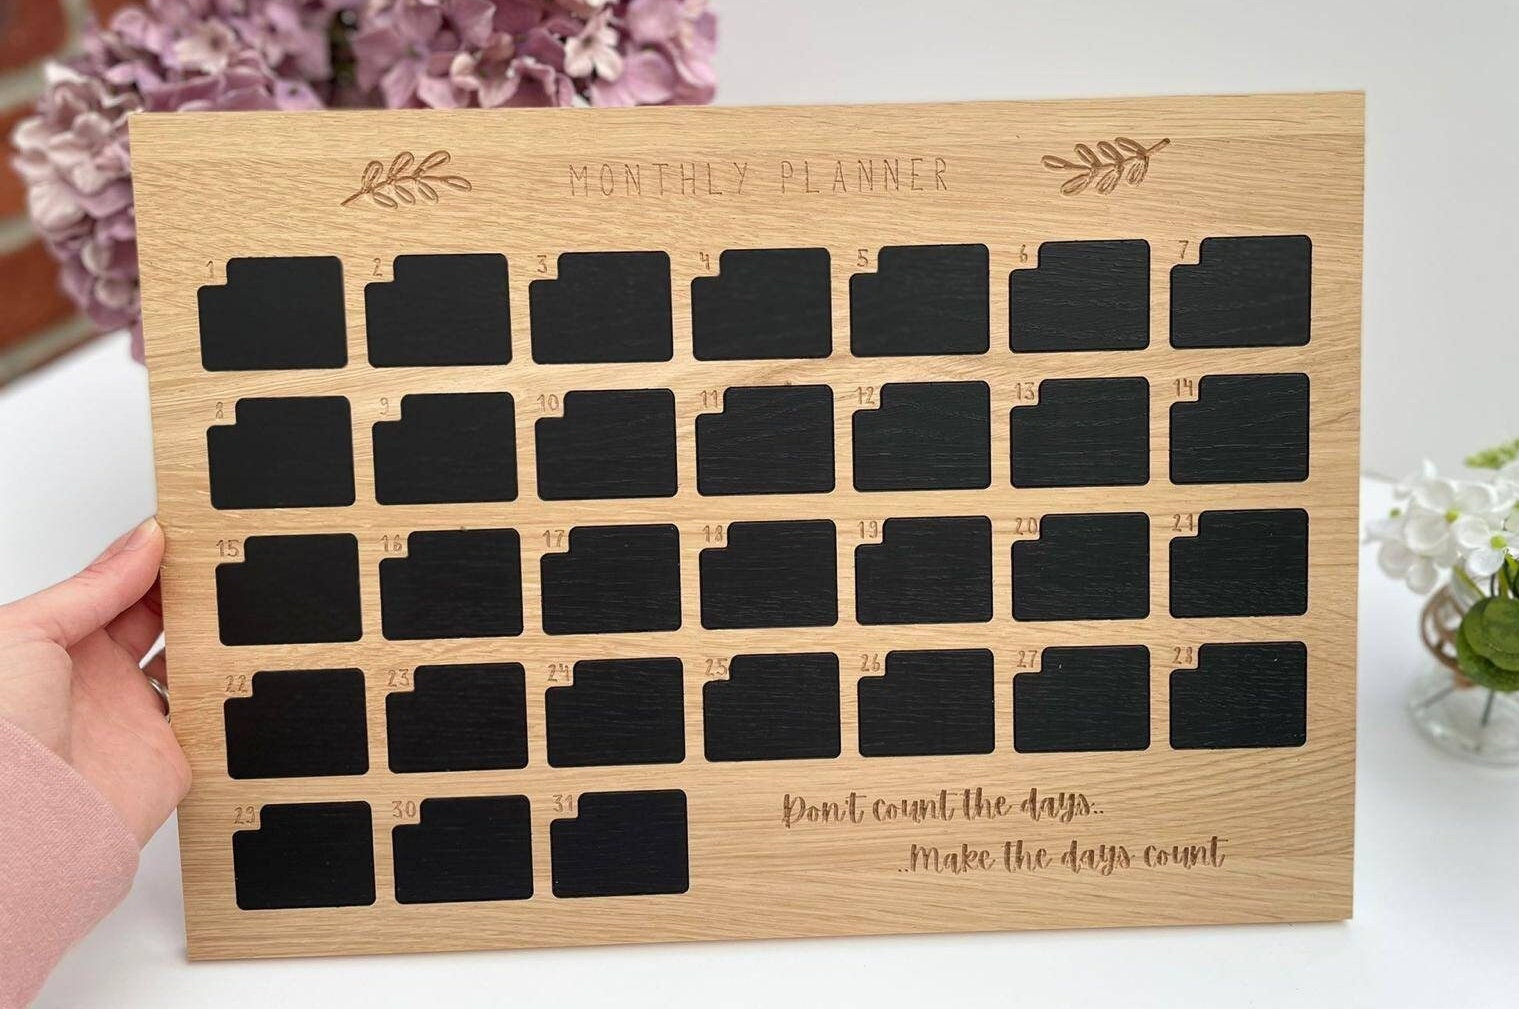 MONTHLY PLANNER
1 2 3 4 5 6 7
8 9 10 11 12 13 14
15 16 17 18 19 20 21
22 23 24 25 26 27 28
29 30 31
Don't count the days..
..Make the days count